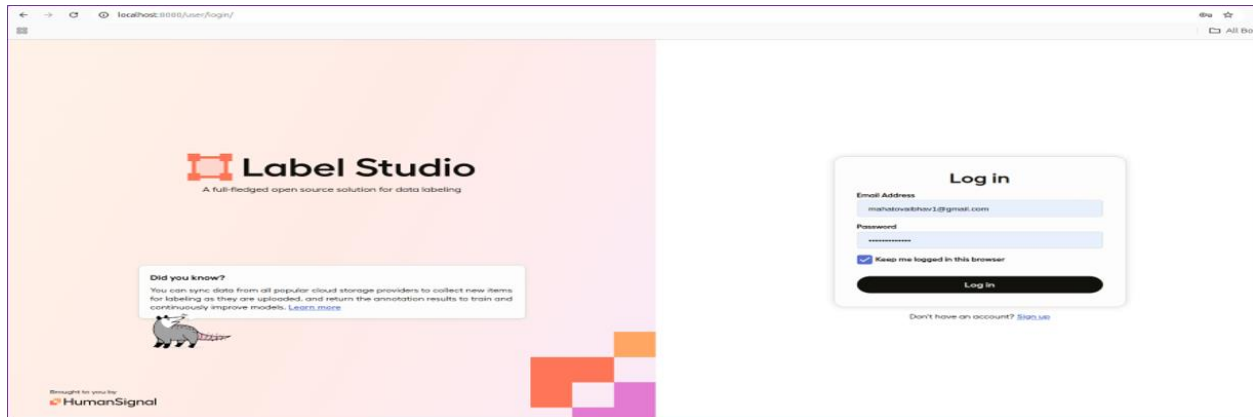 localhost:8080/user/login/
All Bo
Label Studio
A full-fledged open source solution for data labeling
Did you know?
You can sync data from all popular cloud storage providers to collect new items
for labeling as they are uploaded, and return the annotation results to train and
continuously improve models. Learn more
Brought to you by
HumanSignal
Log in
Email Address
mahatovaibhav1@gmail.com
Password
Keep me logged in this browser
Log in
Don't have an account? Sign up